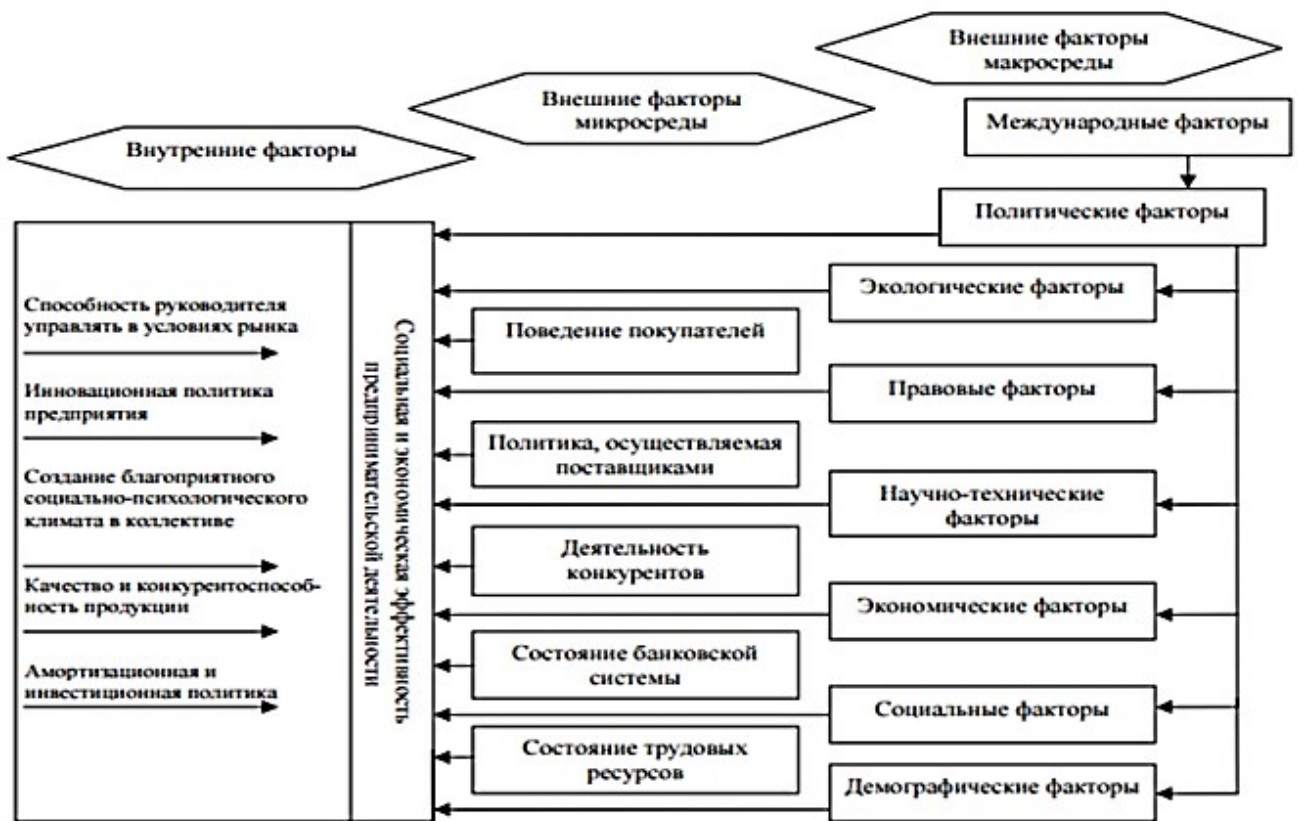 Внешние факторы
макросреды
Внешние факторы
микросреды
Внутренние факторы
Международные факторы
Политические факторы
Способность руководителя
управлять в условиях рынка
Инновационная политика
предприятия
Создание благоприятного
социально-психологического
климата в коллективе
Качество и конкурентоспособ-
ность продукции
Амортизационная и
инвестиционная политика
Социальная и экономическая эффективность
предпринимательской деятельности
Поведение покупателей
Политика, осуществляемая
поставщиками
Деятельность
конкурентов
Состояние банковской
системы
Состояние трудовых
ресурсов
Экологические факторы
Правовые факторы
Научно-технические
факторы
Экономические факторы
Социальные факторы
Демографические факторы